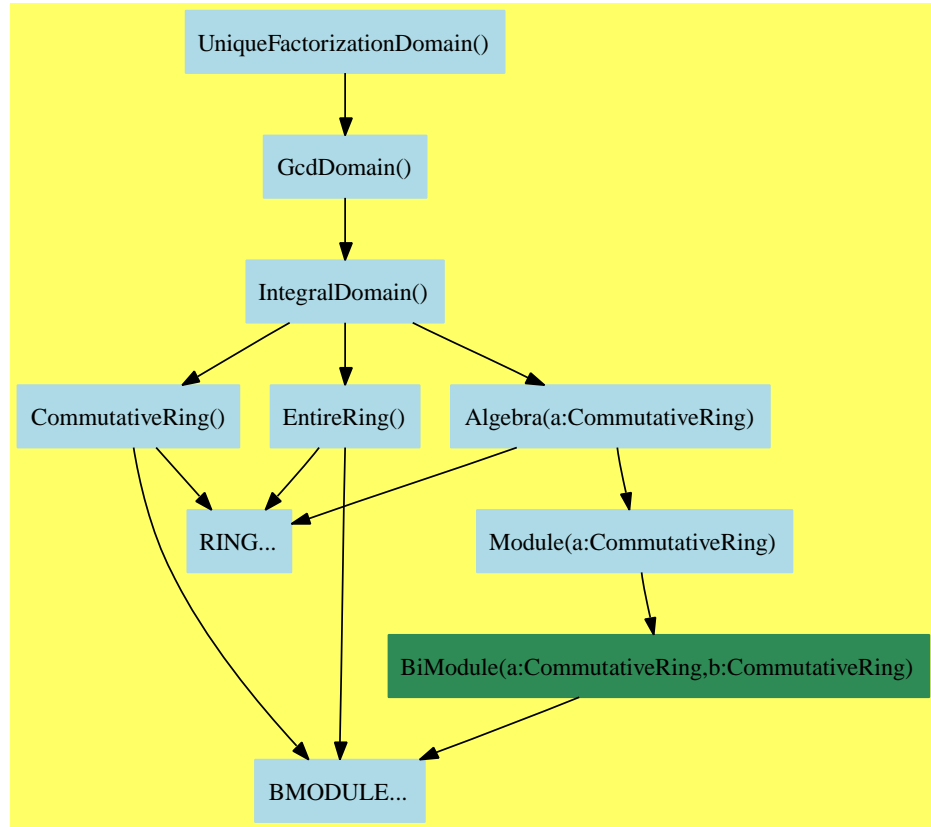 UniqueFactorizationDomain()
GcdDomain()
IntegralDomain()
CommutativeRing()
EntireRing()
Algebra(a:CommutativeRing)
RING...
Module(a:CommutativeRing)
BiModule(a:CommutativeRing,b:CommutativeRing)
BMODULE...